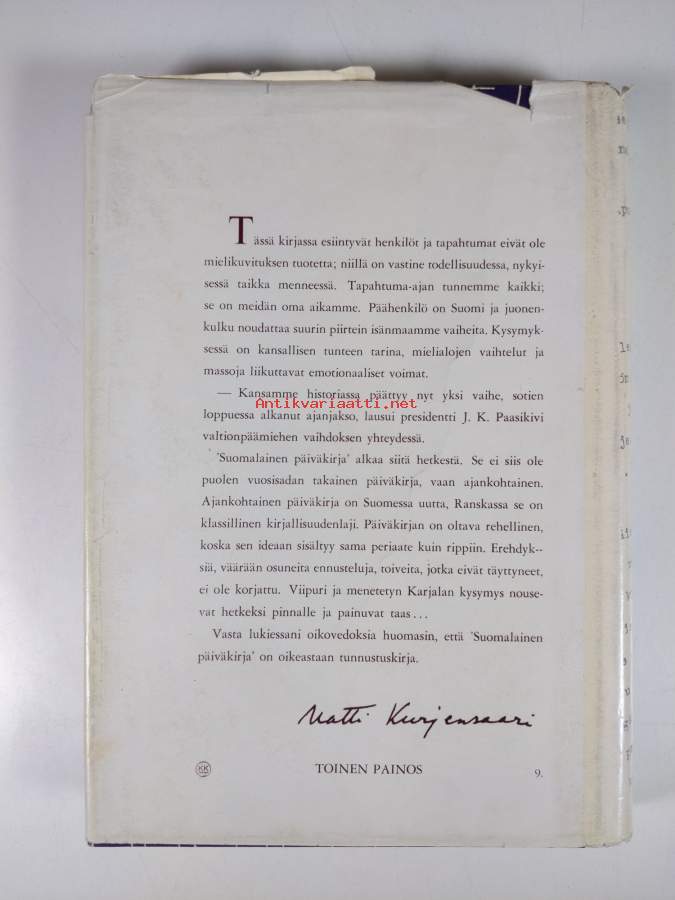 Tässä kirjassa esiintyvät henkilöt ja tapahtumat eivät ole
mielikuvituksen tuotetta; niillä on vastine todellisuudessa, nykyi-
sessä taikka menneessä. Tapahtuma-ajan tunnemme kaikki;
se on meidän oma aikamme. Päähenkilö on Suomi ja juonen-
kulku noudattaa suurin piirtein isänmaamme vaiheita. Kysymyk-
sessä on kansallisen tunteen tarina, mielialojen vaihtelut ja
massoja liikuttavat emotionaaliset voimat.
— Kansamme historiassa päättyy nyt yksi vaihe, sotien
Antikvariaatti.net
loppuessa alkanut ajanjakso, lausui presidentti J. K. Paasikivi
valtionpäämiehen vaihdoksen yhteydessä.
'Suomalainen päiväkirja' alkaa siitä hetkestä. Se ei siis ole
puolen vuosisadan takainen päiväkirja, vaan ajankohtainen.
Ajankohtainen päiväkirja on Suomessa uutta, Ranskassa se on
klassillinen kirjallisuudenlaji. Päiväkirjan on oltava rehellinen,
koska sen ideaan sisältyy sama periaate kuin rippiin. Erehdyk--
siä, väärään osuneita ennusteluja, toiveita, jotka eivät täyttyneet,
ei ole korjattu. Viipuri ja menetetyn Karjalan kysymys nouse-
vat hetkeksi pinnalle ja painuvat taas...
Vasta lukiessani oikovedoksia huomasin, että 'Suomalainen
päiväkirja' on oikeastaan tunnustuskirja.
Matti Kurjensaari
KK
TOINEN PAINOS
9.